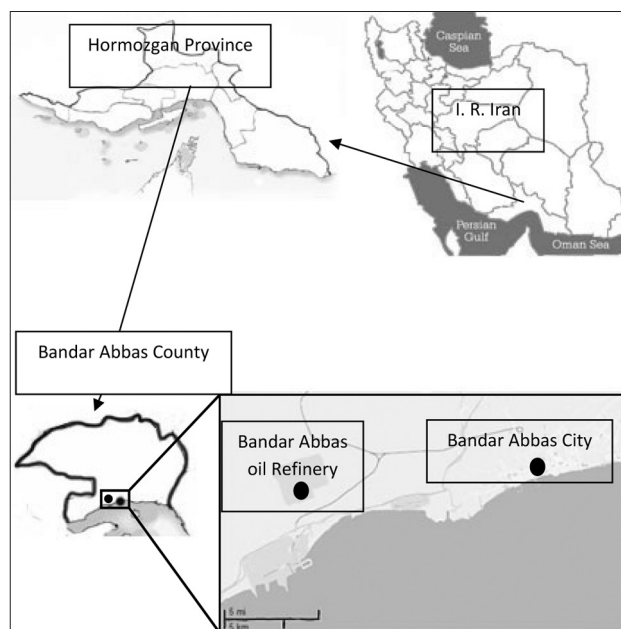 Hormozgan Province
Caspian
Sea
I. R. Iran
Persian
Gulf
Oman Sea
Bandar Abbas County
Bandar Abbas
oil Refinery
Bandar Abbas City
5 mi
5 km